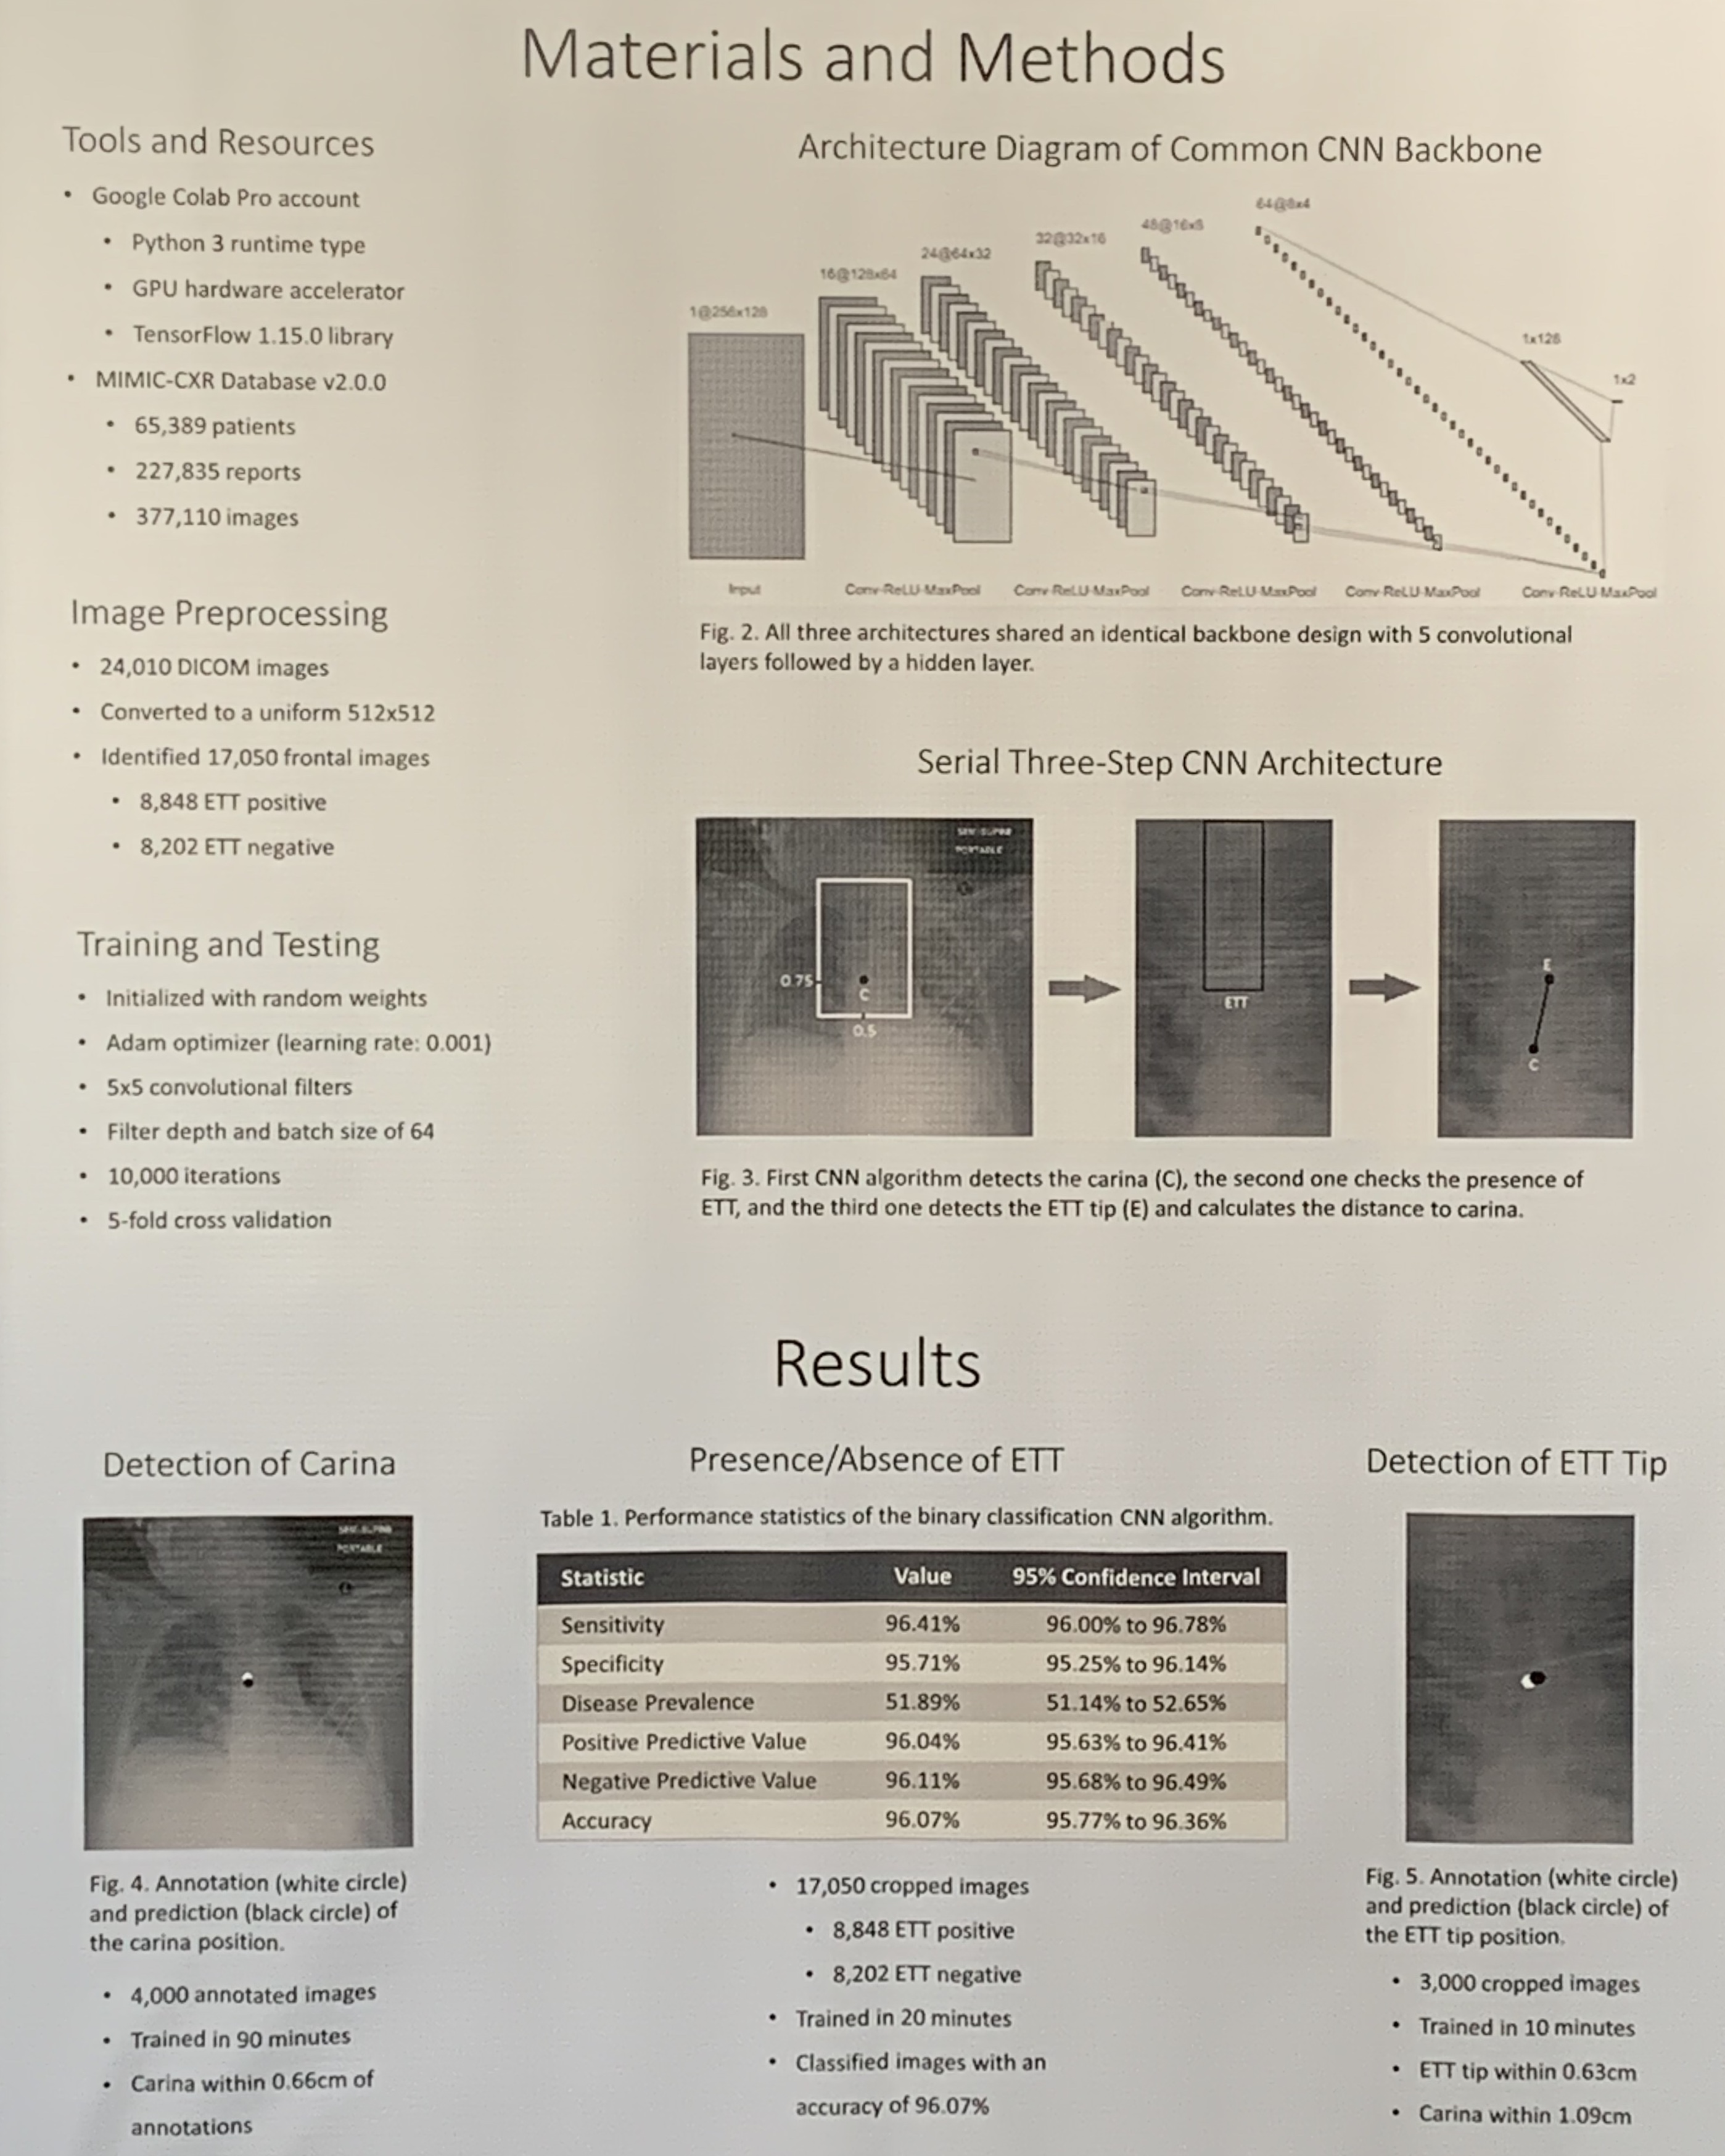 Materials and Methods
Tools and Resources
• Google Colab Pro account
• Python 3 runtime type
• GPU hardware accelerator
• TensorFlow 1.15.0 library
• MIMIC-CXR Database v2.0.0
• 65,389 patients
• 227,835 reports
• 377,110 images
Image Preprocessing
• 24,010 DICOM images
• Converted to a uniform 512x512
• Identified 17,050 frontal images
• 8,848 ETT positive
• 8,202 ETT negative
Training and Testing
• Initialized with random weights
• Adam optimizer (learning rate: 0.001)
• 5x5 convolutional filters
• Filter depth and batch size of 64
• 10,000 iterations
• 5-fold cross validation
Architecture Diagram of Common CNN Backbone
1@256x128
16@128x64
24@64x32
32@32x16
48@16x8
64@8x4
1x128
1x2
Input Conv-ReLU-MaxPool Conv-ReLU-MaxPool Conv-ReLU-MaxPool Conv-ReLU-MaxPool Conv-ReLU-MaxPool
Fig. 2. All three architectures shared an identical backbone design with 5 convolutional
layers followed by a hidden layer.
Serial Three-Step CNN Architecture
PORTABLE
0.75
C
0.5
ETT
E
C
Fig. 3. First CNN algorithm detects the carina (C), the second one checks the presence of
ETT, and the third one detects the ETT tip (E) and calculates the distance to carina.
Results
Detection of Carina
PORTABLE
Fig. 4. Annotation (white circle)
and prediction (black circle) of
the carina position.
• 4,000 annotated images
• Trained in 90 minutes
• Carina within 0.66cm of
annotations
Presence/Absence of ETT
Table 1. Performance statistics of the binary classification CNN algorithm.
Statistic Value 95% Confidence Interval
Sensitivity 96.41% 96.00% to 96.78%
Specificity 95.71% 95.25% to 96.14%
Disease Prevalence 51.89% 51.14% to 52.65%
Positive Predictive Value 96.04% 95.63% to 96.41%
Negative Predictive Value 96.11% 95.68% to 96.49%
Accuracy 96.07% 95.77% to 96.36%
• 17,050 cropped images
• 8,848 ETT positive
• 8,202 ETT negative
• Trained in 20 minutes
• Classified images with an
accuracy of 96.07%
Detection of ETT Tip
Fig. 5. Annotation (white circle)
and prediction (black circle) of
the ETT tip position.
• 3,000 cropped images
• Trained in 10 minutes
• ETT tip within 0.63cm
• Carina within 1.09cm